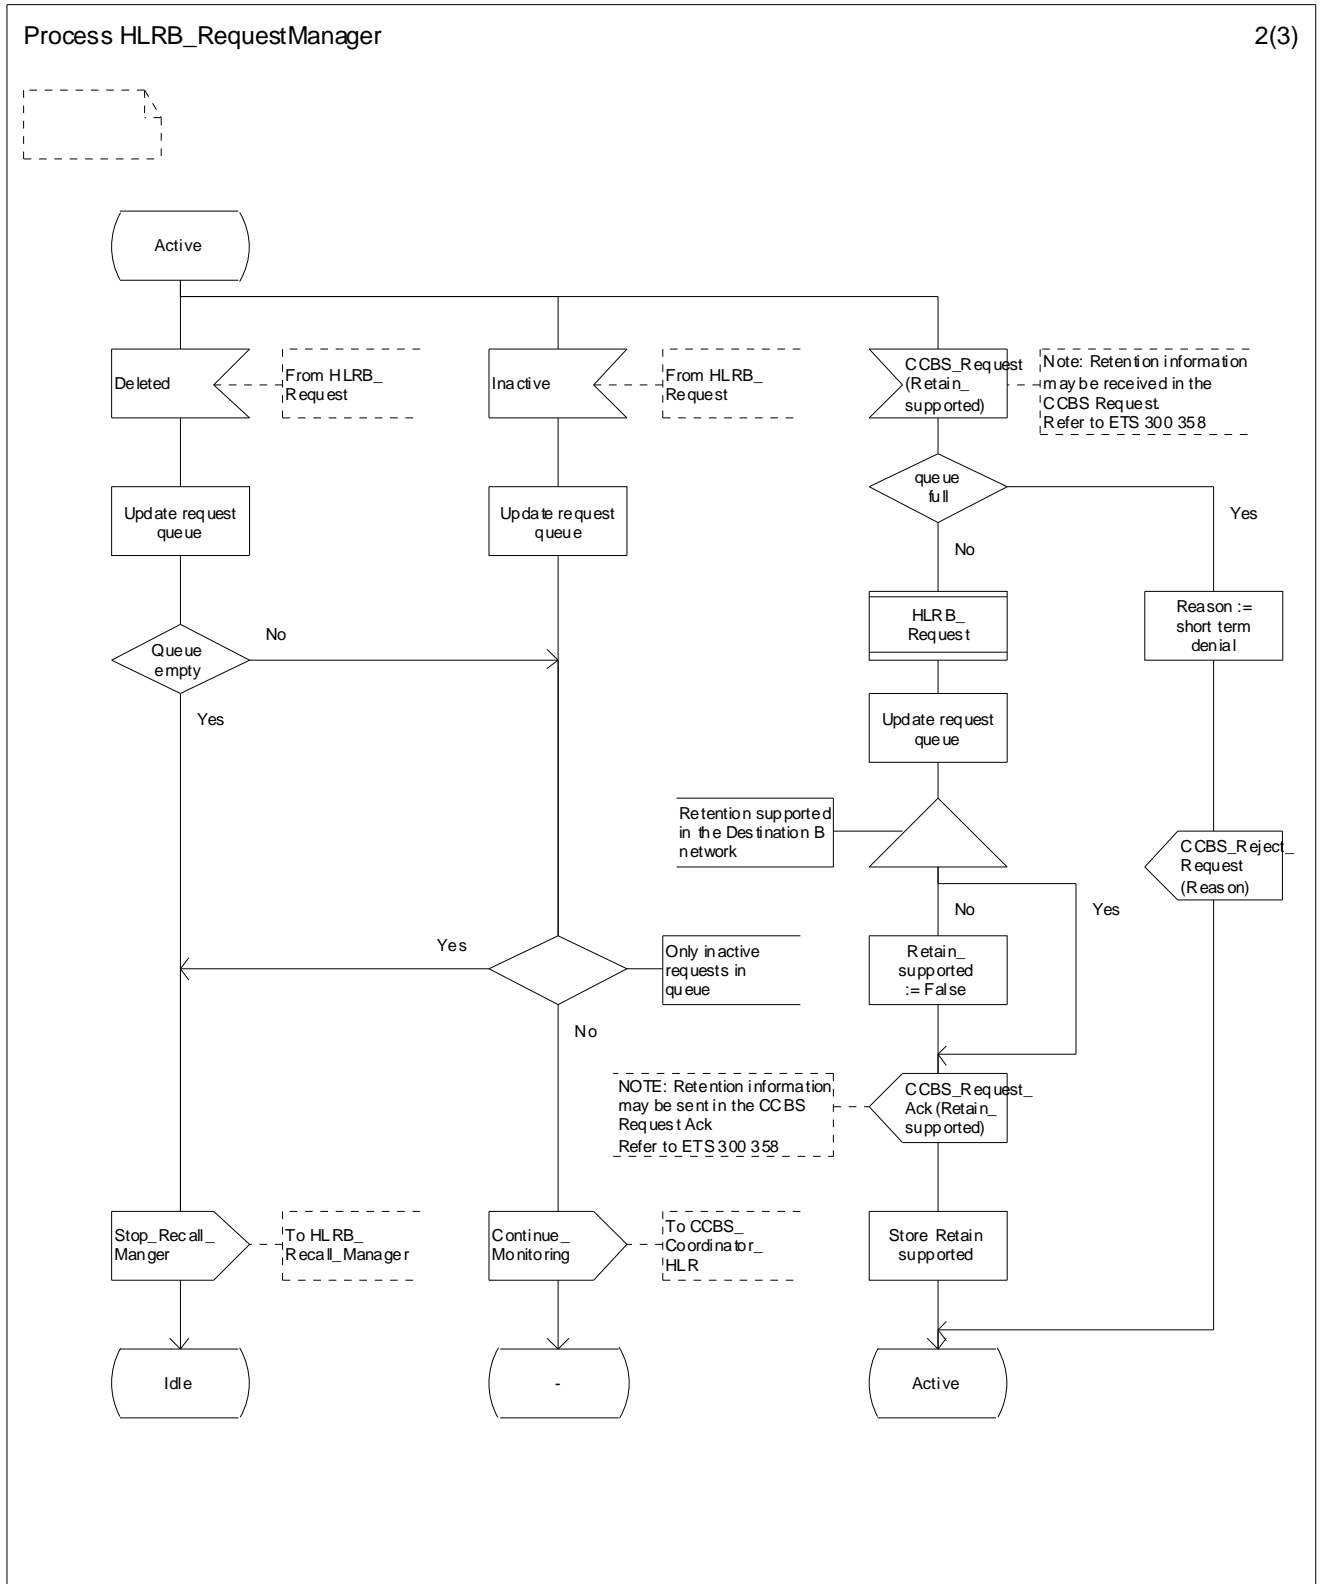 Process HLRB_RequestManager
2(3)
Active
Deleted
From HLRB_
Request
Inactive
From HLRB_
Request
CCBS_Request
(Retain_
supported)
Note: Retention information
may be received in the
CCBS Request.
Refer to ETS 300 358
Update request
queue
Update request
queue
queue
full
Yes
No
Queue
empty
No
Yes
HLRB_
Request
Reason :=
short term
denial
Update request
queue
Retention supported
in the Destination B
network
CCBS_Reject_
Request
(Reason)
No
Yes
Yes
Only inactive
requests in
queue
No
Retain_
supported
:= False
NOTE: Retention information
may be sent in the CCBS
Request Ack
Refer to ETS 300 358
CCBS_Request_
Ack (Retain_
supported)
Stop_Recall_
Manger
To HLRB_
Recall_Manager
Continue_
Monitoring
To CCBS_
Coordinator_
HLR
Store Retain
supported
Idle
-
Active